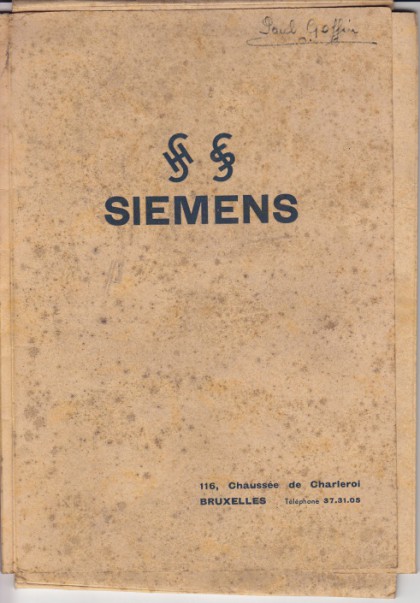 Paul Goffin
SIEMENS
116, Chaussée de Charleroi
BRUXELLES Téléphone 37.31.05